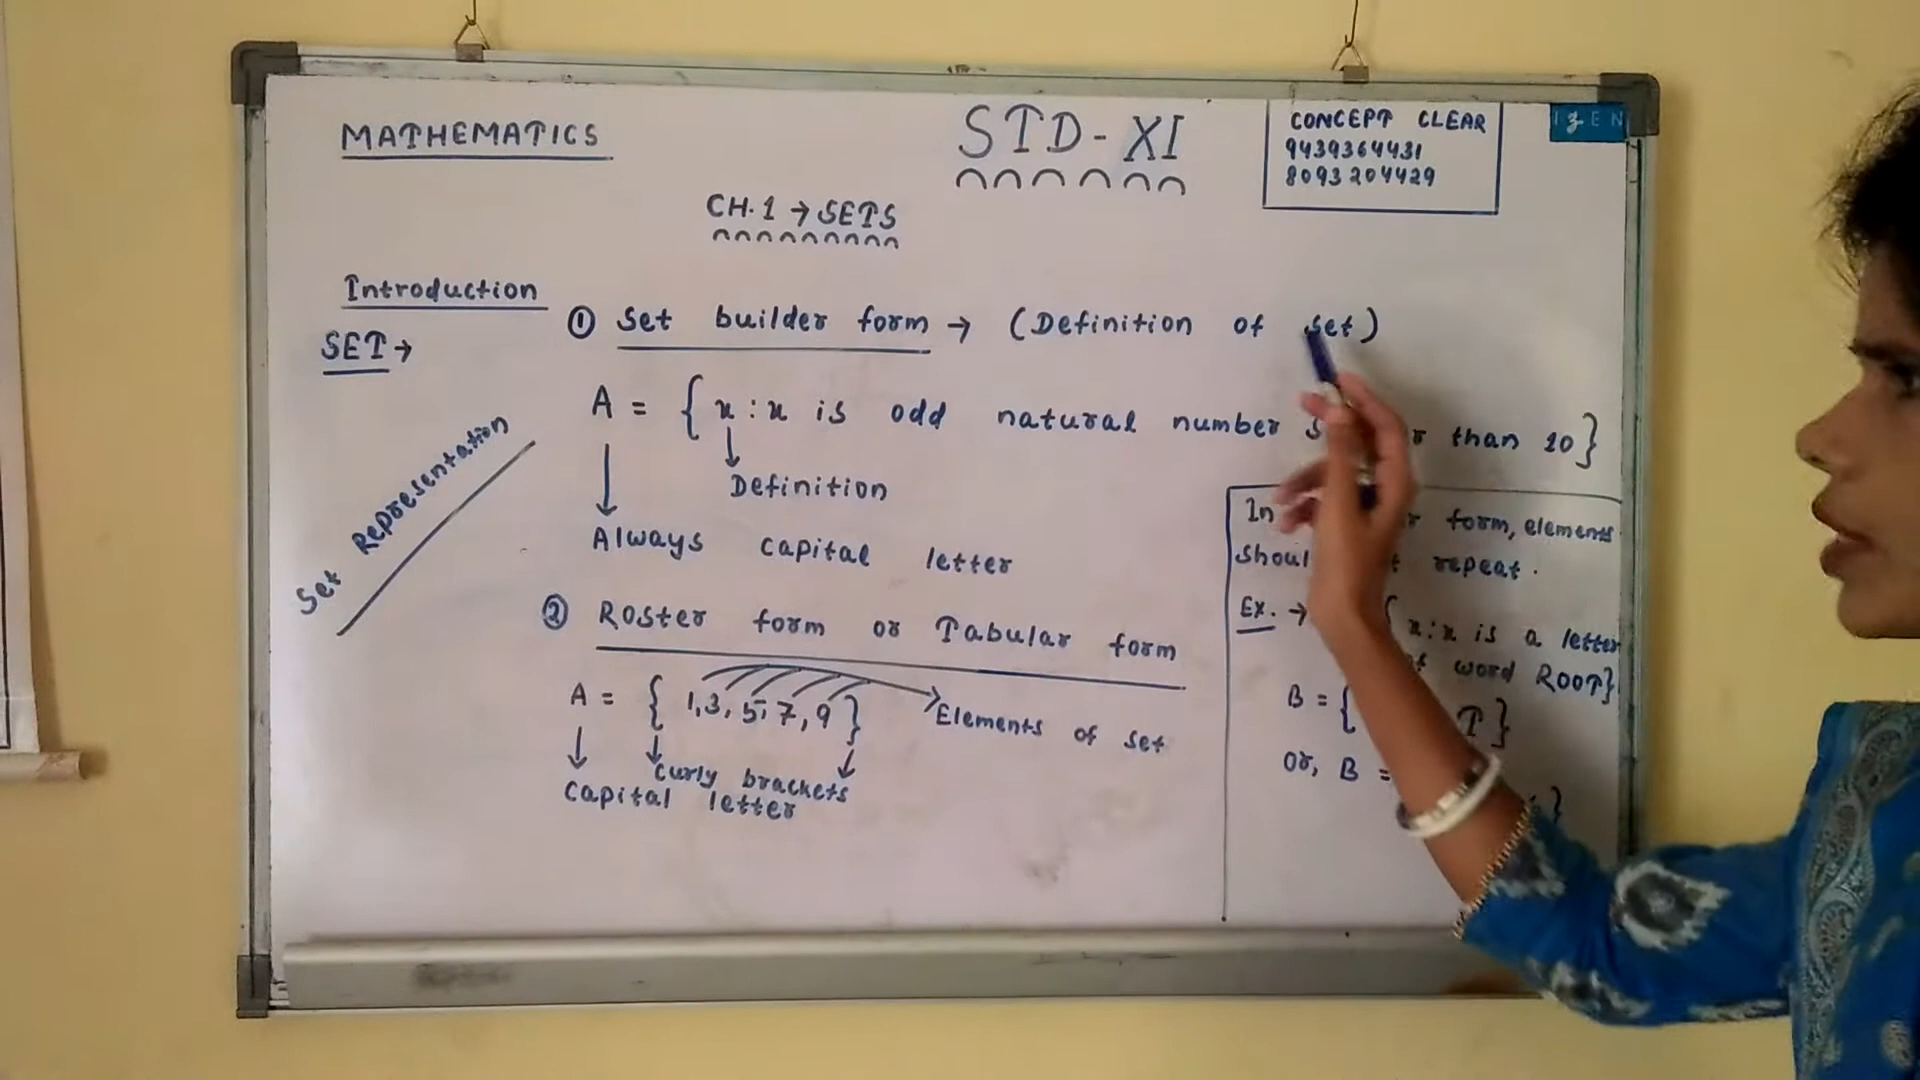 MATHEMATICS
STD-XI
CONCEPT CLEAR
9439364431
8093204429
CH.1 → SETS
Introduction
SET →
① Set builder form → (Definition of set)
A = { x : x is odd natural number than 10}
Definition
Always capital letter
Set Representation
② Roster form or Tabular form
A = { 1,3, 5, 7, 9 }
Elements of set
Curly brackets
Capital letter
In form, elements
repeat.
Ex. → { x : x is a letter
of word ROOT}
B = { T }
or, B = }